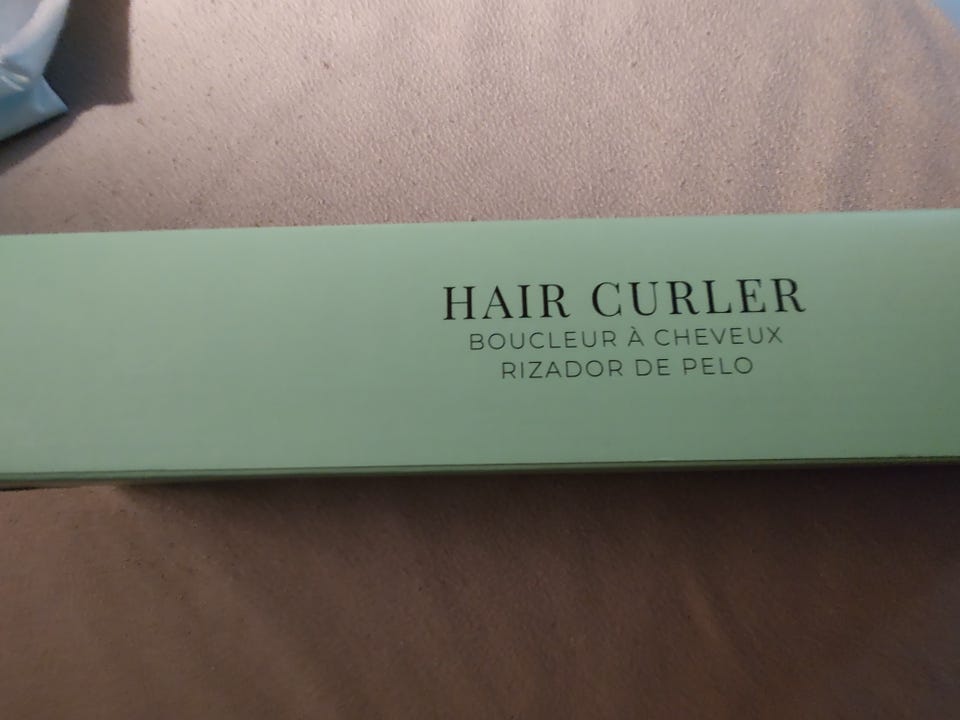 HAIR CURLER
BOUCLEUR À CHEVEUX
RIZADOR DE PELO